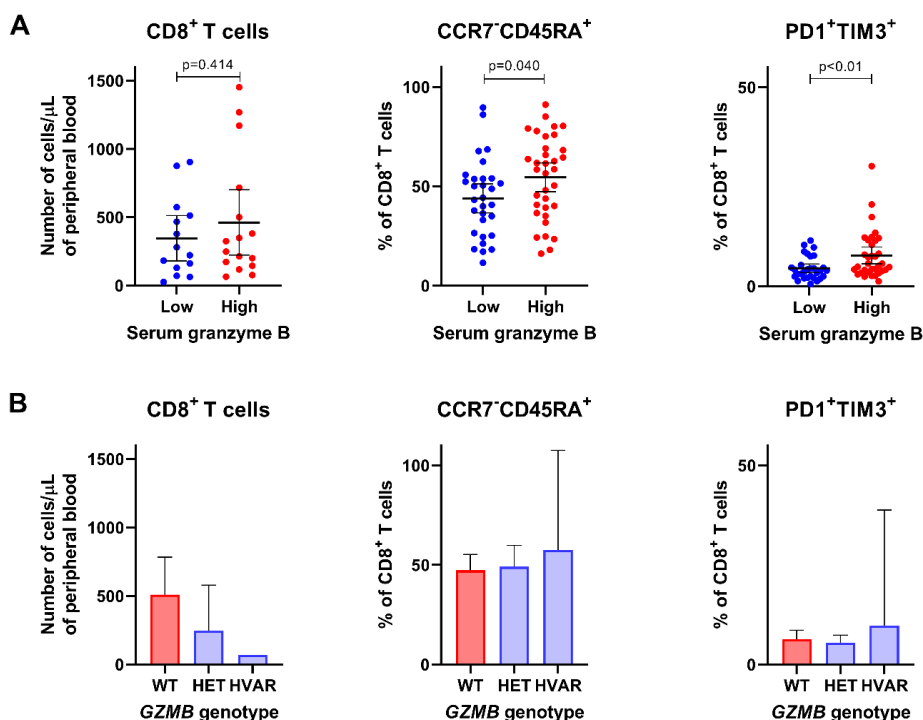 A
CD8⁺ T cells
Number of cells/μL
of peripheral blood
1500
1000
500
0
p=0.414
Low High
Serum granzyme B
CCR7⁻CD45RA⁺
% of CD8⁺ T cells
100
50
0
p=0.040
Low High
Serum granzyme B
PD1⁺TIM3⁺
% of CD8⁺ T cells
50
0
p<0.01
Low High
Serum granzyme B
B
CD8⁺ T cells
Number of cells/μL
of peripheral blood
1500
1000
500
0
WT HET HVAR
GZMB genotype
CCR7⁻CD45RA⁺
% of CD8⁺ T cells
100
50
0
WT HET HVAR
GZMB genotype
PD1⁺TIM3⁺
% of CD8⁺ T cells
50
0
WT HET HVAR
GZMB genotype